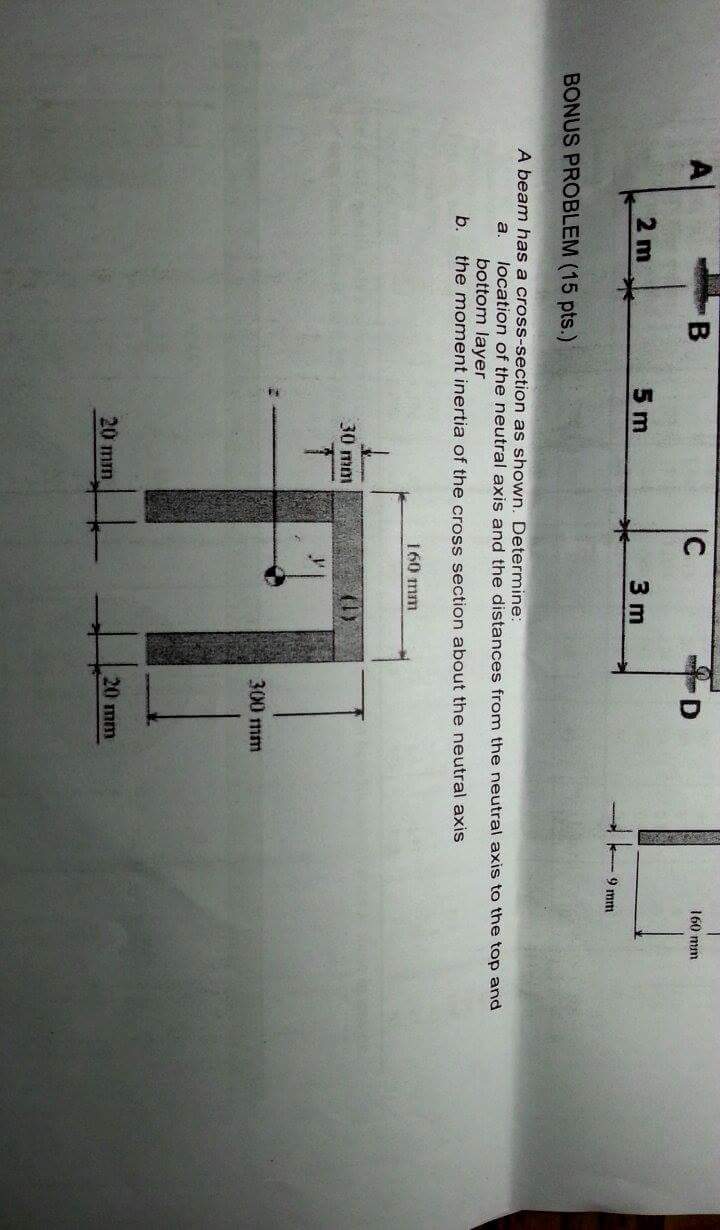 A B C D
2 m 5 m 3 m
160 mm
9 mm
BONUS PROBLEM (15 pts.)
A beam has a cross-section as shown. Determine:
a. location of the neutral axis and the distances from the neutral axis to the top and
bottom layer
b. the moment inertia of the cross section about the neutral axis
160 mm
30 mm
(1)
y
z
300 mm
20 mm 20 mm